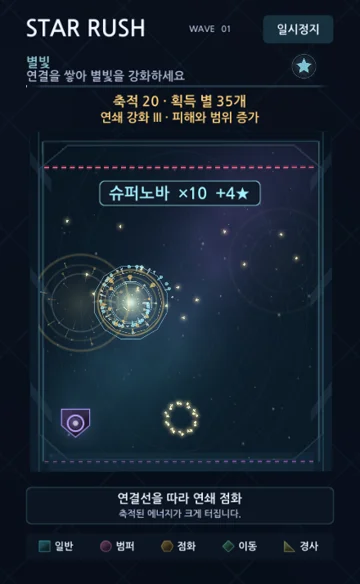 STAR RUSH
WAVE 01
일시정지
별빛
연결을 쌓아 별빛을 강화하세요
축적 20 · 획득 별 35개
연쇄 강화 III · 피해와 범위 증가
슈퍼노바 ×10 +4★
연결선을 따라 연쇄 점화
축적된 에너지가 크게 터집니다.
일반 범퍼 점화 이동 경사